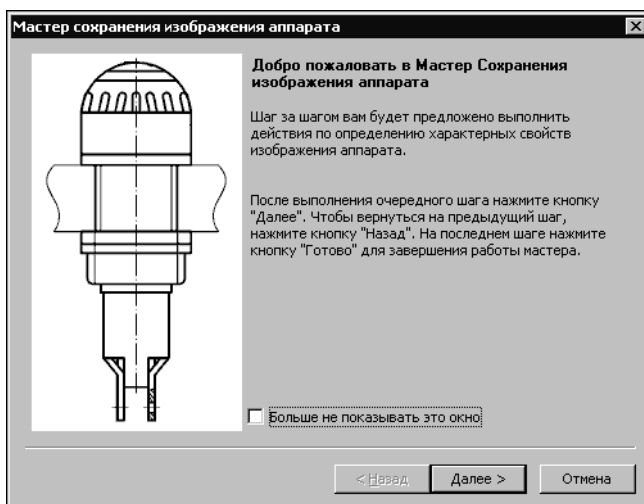 Мастер сохранения изображения аппарата
Добро пожаловать в Мастер Сохранения
изображения аппарата
Шаг за шагом вам будет предложено выполнить
действия по определению характерных свойств
изображения аппарата.
После выполнения очередного шага нажмите кнопку
"Далее". Чтобы вернуться на предыдущий шаг,
нажмите кнопку "Назад". На последнем шаге нажмите
кнопку "Готово" для завершения работы мастера.
Больше не показывать это окно
< Назад
Далее >
Отмена